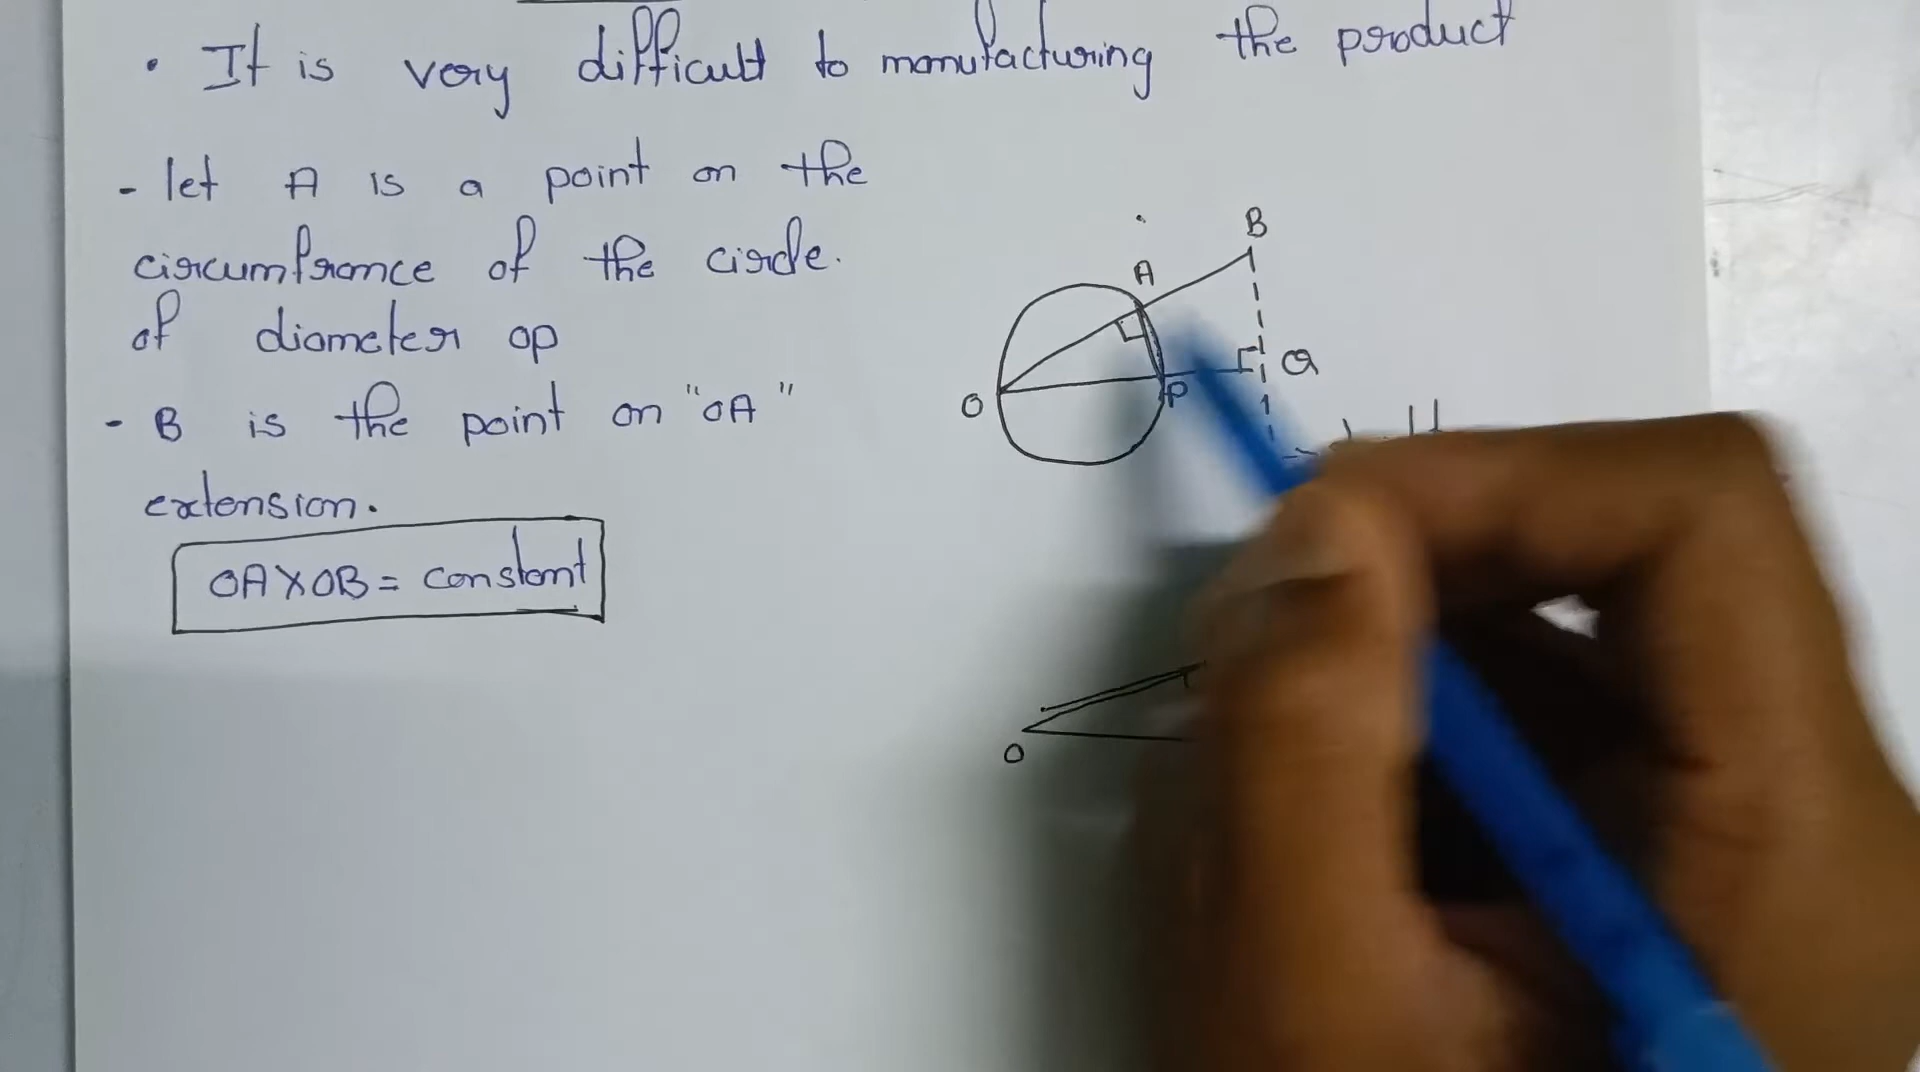 • It is very difficult to manufacturing the product
- let A is a point on the
circumfrance of the circle.
of diameter OP
- B is the point on "OA"
extension.
OA X OB = constant
B
A
Q
O
P
O